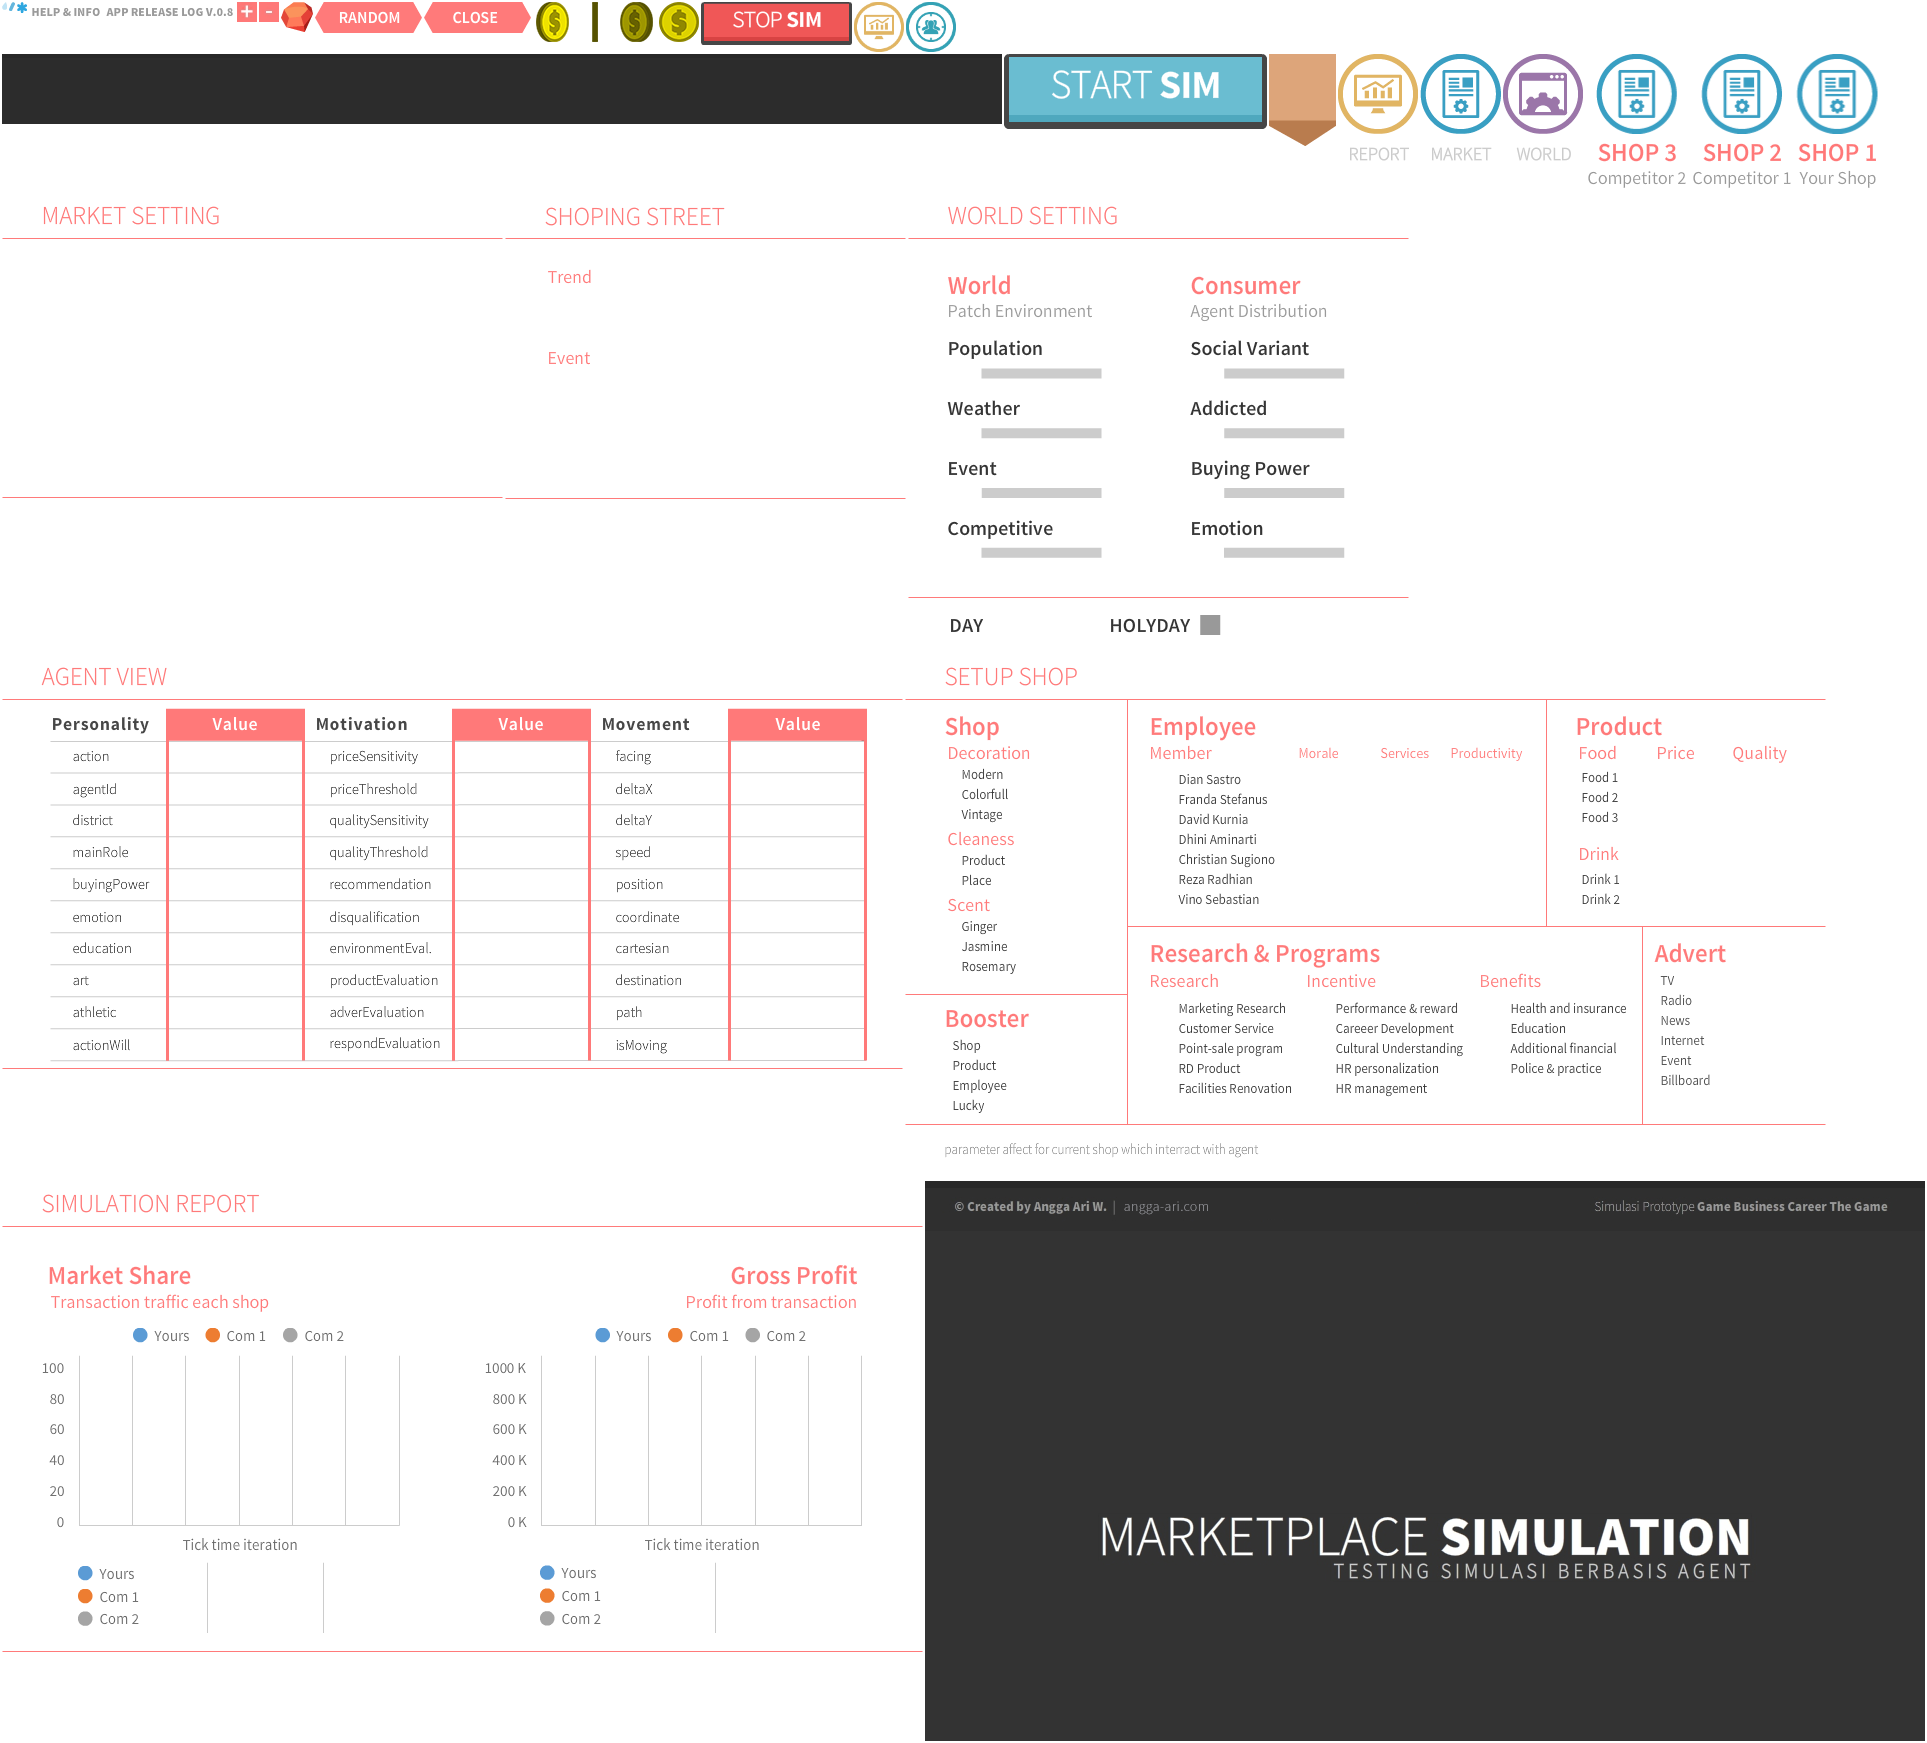 HELP & INFO APP RELEASE LOG V.0.8 + -
RANDOM
CLOSE
STOP SIM
START SIM
REPORT
MARKET
WORLD
SHOP 3
Competitor 2
SHOP 2
Competitor 1
SHOP 1
Your Shop
MARKET SETTING
SHOPING STREET
Trend
Event
WORLD SETTING
World
Patch Environment
Population
Weather
Event
Competitive
Consumer
Agent Distribution
Social Variant
Addicted
Buying Power
Emotion
DAY
HOLYDAY
AGENT VIEW
Personality Value Motivation Value Movement Value
action priceSensitivity facing
agentId priceThreshold deltaX
district qualitySensitivity deltaY
mainRole qualityThreshold speed
buyingPower recommendation position
emotion disqualification coordinate
education environmentEval. cartesian
art productEvaluation destination
athletic adverEvaluation path
actionWill respondEvaluation isMoving
SETUP SHOP
Shop
Decoration
Modern
Colorfull
Vintage
Cleaness
Product
Place
Scent
Ginger
Jasmine
Rosemary
Booster
Shop
Product
Employee
Lucky
Employee
Member Morale Services Productivity
Dian Sastro
Franda Stefanus
David Kurnia
Dhini Aminarti
Christian Sugiono
Reza Radhian
Vino Sebastian
Product
Food Price Quality
Food 1
Food 2
Food 3
Drink
Drink 1
Drink 2
Research & Programs
Research
Marketing Research
Customer Service
Point-sale program
RD Product
Facilities Renovation
Incentive
Performance & reward
Careeer Development
Cultural Understanding
HR personalization
HR management
Benefits
Health and insurance
Education
Additional financial
Police & practice
Advert
TV
Radio
News
Internet
Event
Billboard
parameter affect for current shop which interract with agent
SIMULATION REPORT
Market Share
Transaction traffic each shop
Yours Com 1 Com 2
100
80
60
40
20
0
Tick time iteration
Yours
Com 1
Com 2
Gross Profit
Profit from transaction
Yours Com 1 Com 2
1000 K
800 K
600 K
400 K
200 K
0 K
Tick time iteration
Yours
Com 1
Com 2
© Created by Angga Ari W. | angga-ari.com
Simulasi Prototype Game Business Career The Game
MARKETPLACE SIMULATION
TESTING SIMULASI BERBASIS AGENT